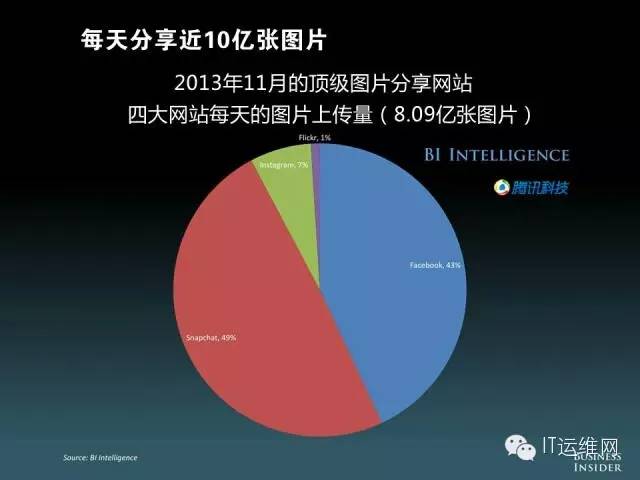 每天分享近10亿张图片
2013年11月的顶级图片分享网站
四大网站每天的图片上传量（8.09亿张图片）
Flickr, 1%
BI INTELLIGENCE
Instagram, 7%
腾讯科技
Facebook, 43%
Snapchat, 49%
Source: BI Intelligence
IT运维网
BUSINESS
INSIDER